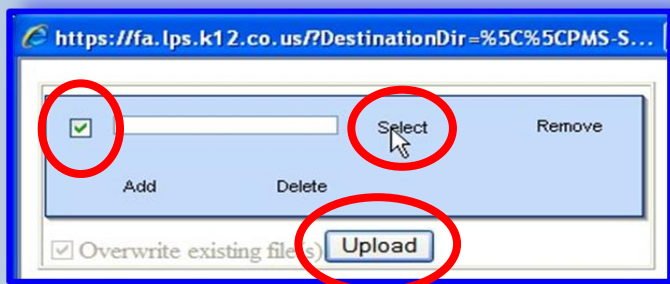 https://fa.lps.k12.co.us/?DestinationDir=%5C%5CPMS-S...
Select Remove
Add Delete
Overwrite existing file(s) Upload